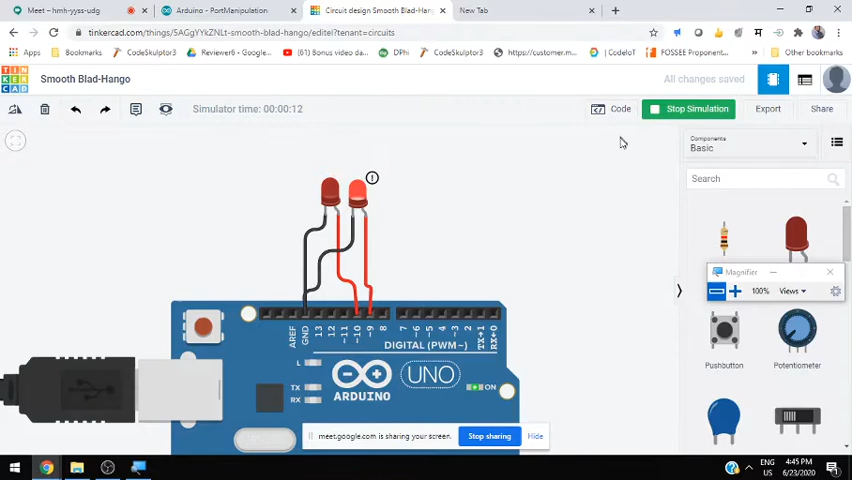 Meet – hmh-yyss-udg
Arduino - PortManipulation
Circuit design Smooth Blad-Hang
New Tab
tinkercad.com/things/5AGgYYkZNLt-smooth-blad-hango/editel?tenant=circuits
Apps
Bookmarks
CodeSkulptor3
Reviewer6 - Google...
(61) Bonus video da...
DPhi
CodeSkulptor3
https://customer.m...
CodeIoT
FOSSEE Proponent...
Other bookmarks
TIN
KER
CAD
Smooth Blad-Hango
All changes saved
Simulator time: 00:00:12
Code
Stop Simulation
Export
Share
Components
Basic
Search
Magnifier
100%
Views
Pushbutton
Potentiometer
AREF
GND
13
12
~11
~10
~9
8
7
~6
~5
4
~3
2
TX→1
RX←0
DIGITAL (PWM~)
L
TX
RX
UNO
ARDUINO
ON
meet.google.com is sharing your screen.
Stop sharing
Hide
ENG
US
4:45 PM
6/23/2020